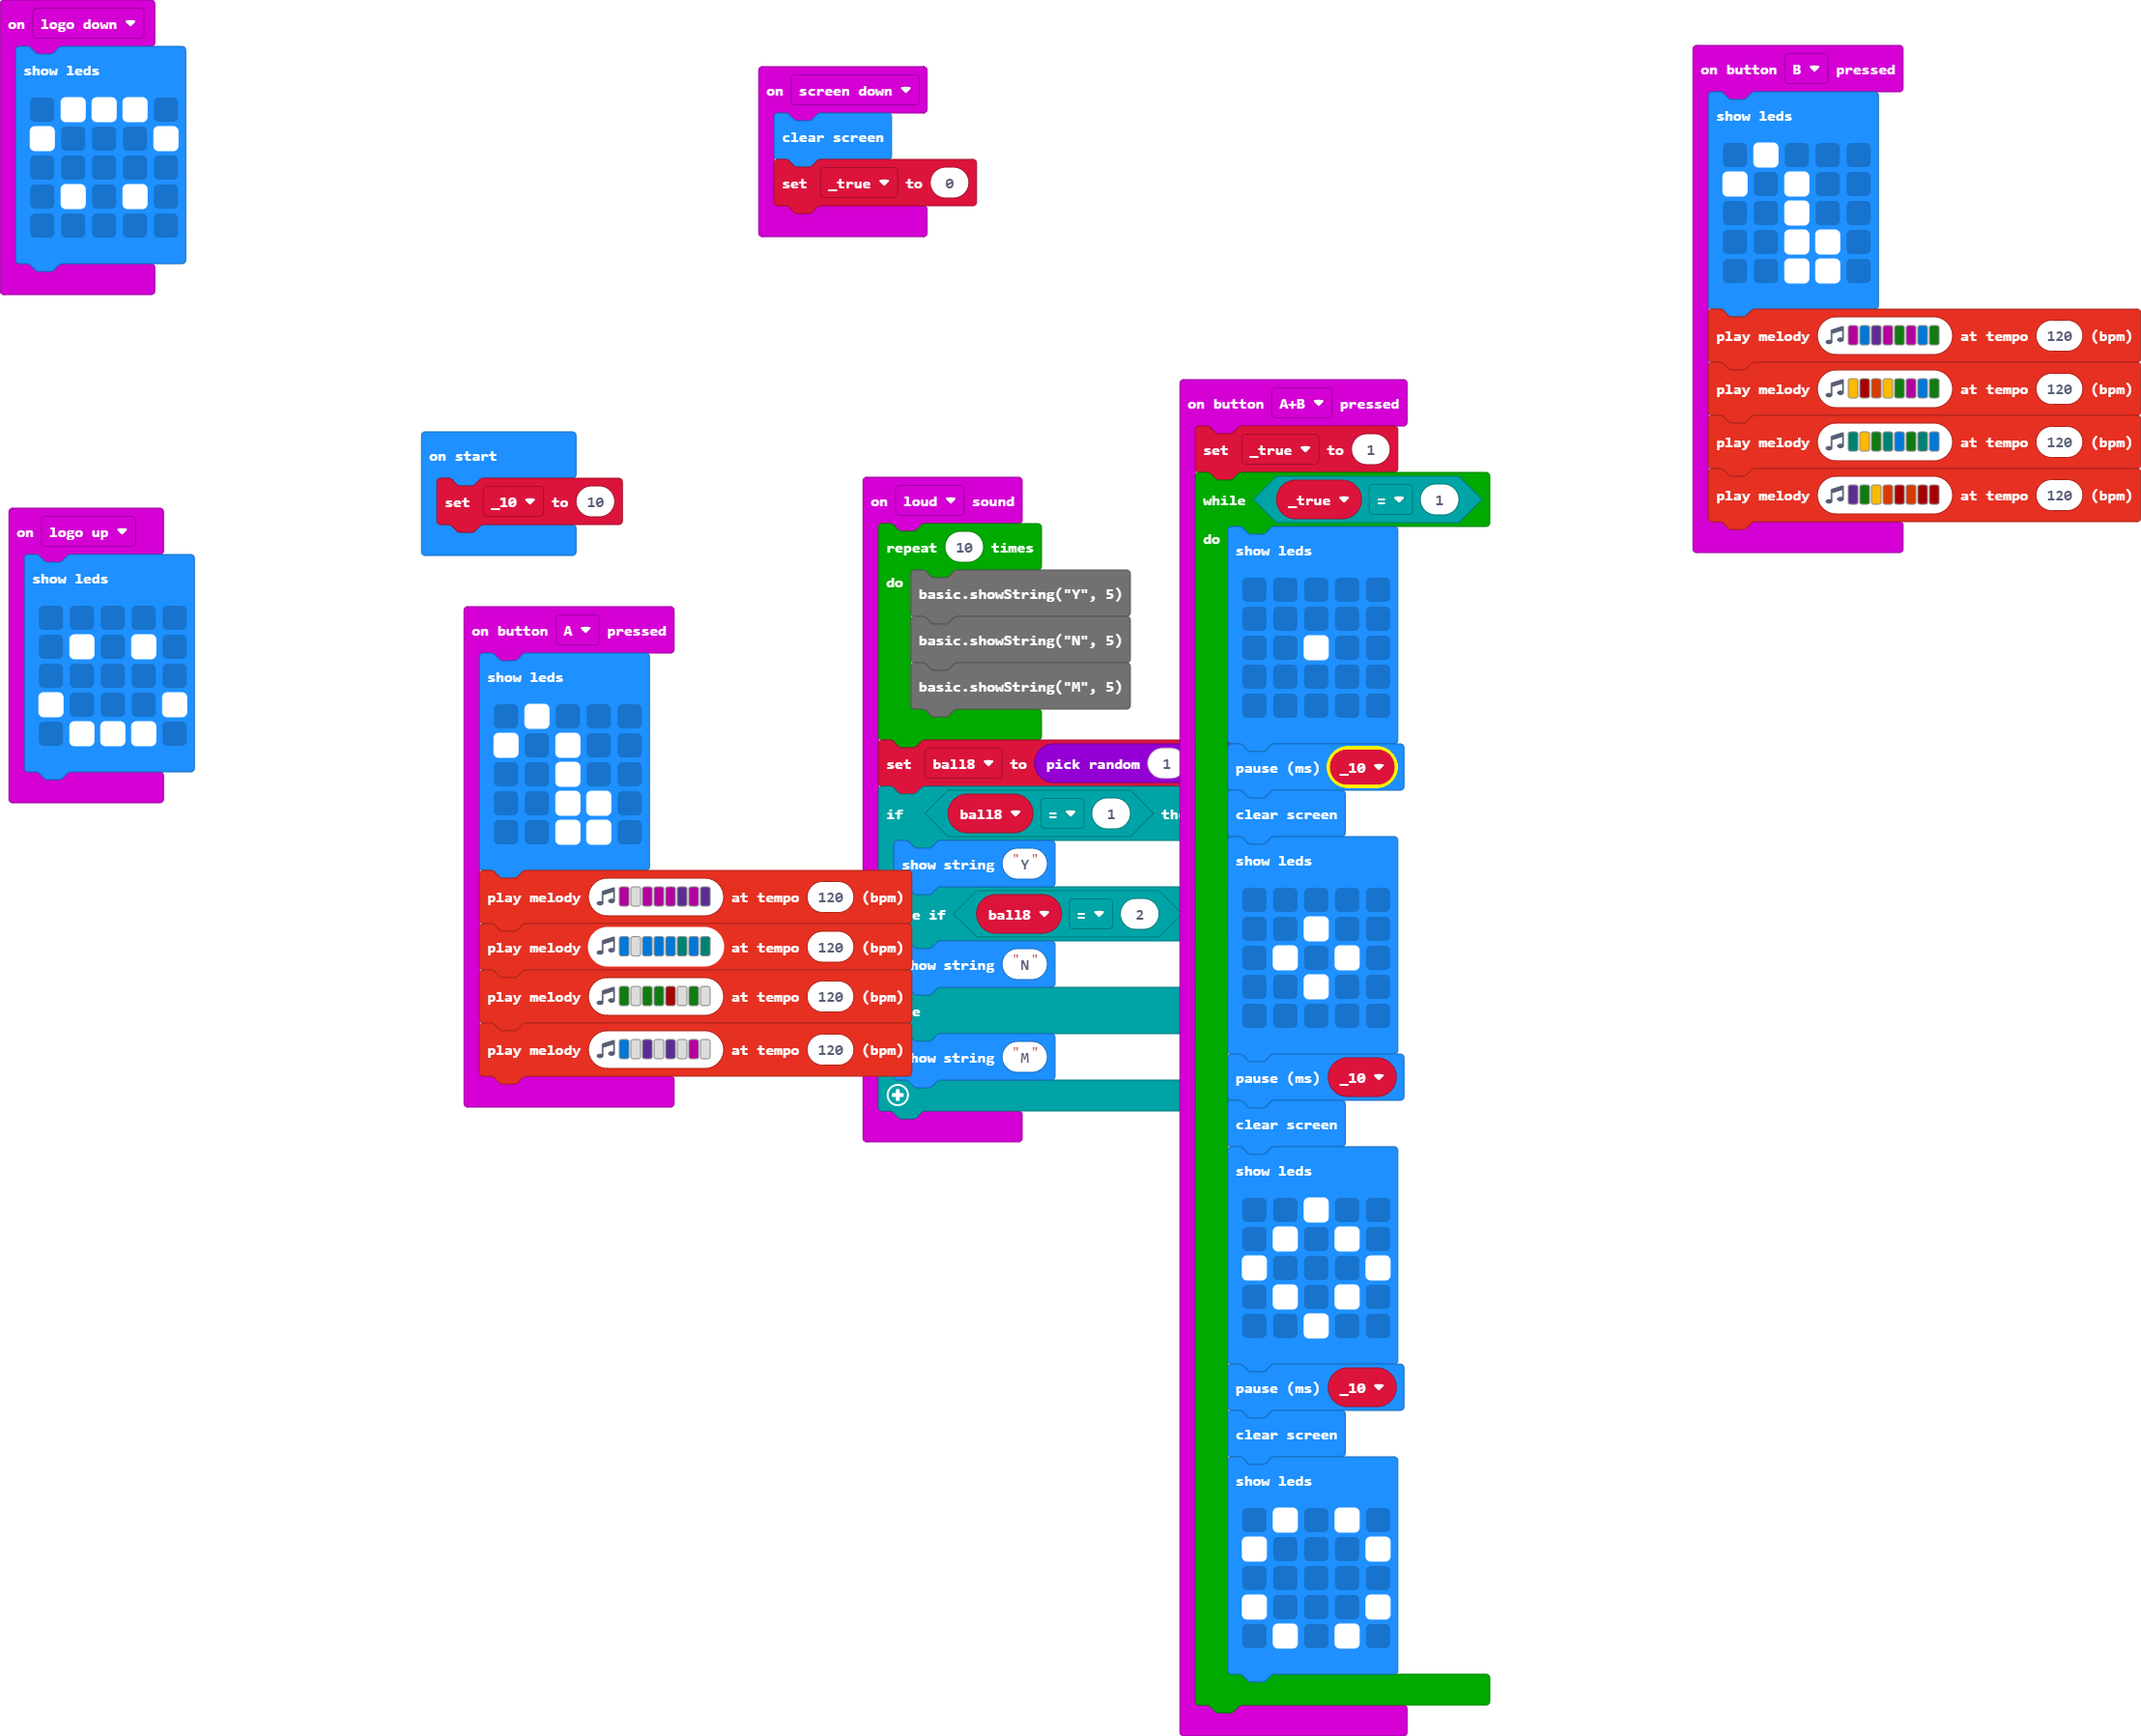 on logo down
show leds
on screen down
clear screen
set _true to 0
on button B pressed
show leds
play melody at tempo 120 (bpm)
play melody at tempo 120 (bpm)
play melody at tempo 120 (bpm)
play melody at tempo 120 (bpm)
on start
set _10 to 10
on logo up
show leds
on button A pressed
show leds
play melody at tempo 120 (bpm)
play melody at tempo 120 (bpm)
play melody at tempo 120 (bpm)
play melody at tempo 120 (bpm)
on loud sound
repeat 10 times
do
basic.showString("Y", 5)
basic.showString("N", 5)
basic.showString("M", 5)
set ball8 to pick random 1
if ball8 = 1
show string "Y"
if ball8 = 2
string "N"
string "M"
on button A+B pressed
set _true to 1
while _true = 1
do
show leds
pause (ms) _10
clear screen
show leds
pause (ms) _10
clear screen
show leds
pause (ms) _10
clear screen
show leds